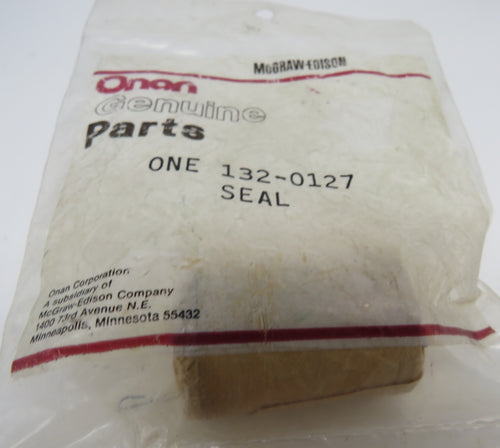 McGRAW-EDISON
Onan
Genuine
Parts
ONE 132-0127
SEAL
Onan Corporation
A subsidiary of
McGraw-Edison Company
1400 73rd Avenue N.E.
Minneapolis, Minnesota 55432